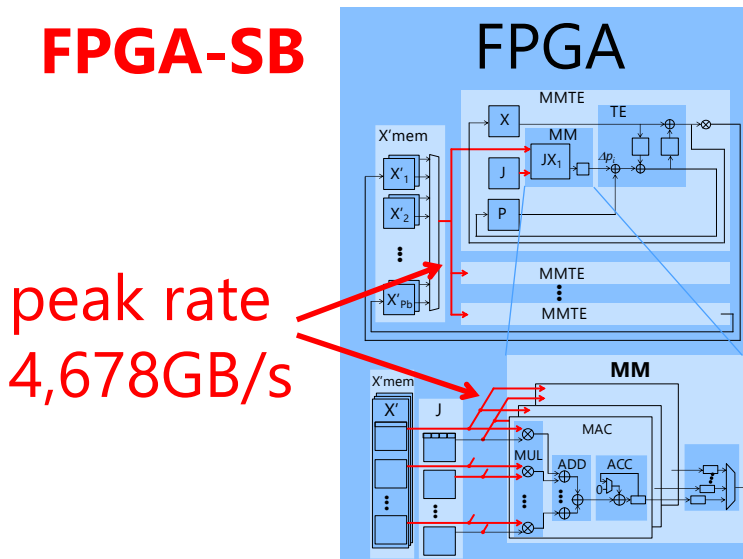 FPGA-SB
FPGA
MMTE
X'mem
X
TE
MM
X'1
JX1
Δpi
J
X'2
P
X'Pb
MMTE
MMTE
peak rate
4,678GB/s
MM
X'mem
X'
J
MAC
MUL
ADD
ACC
0